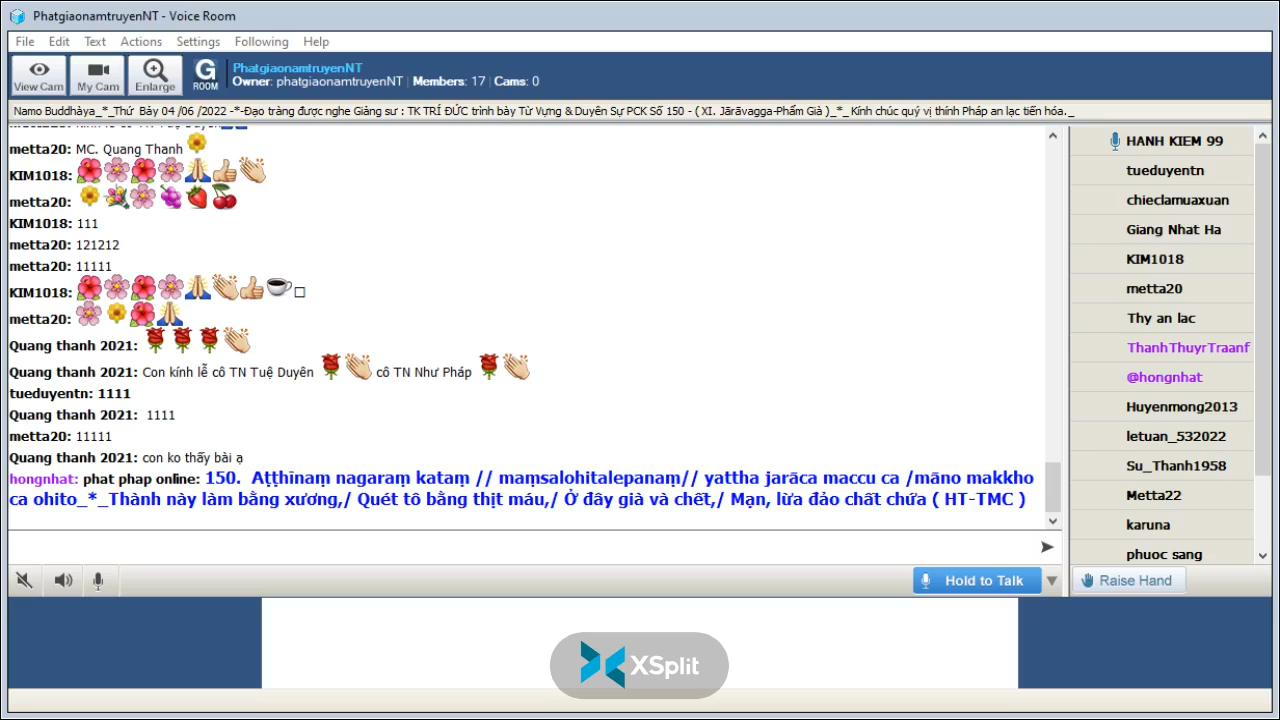 PhatgiaonamtruyenNT - Voice Room
File Edit Text Actions Settings Following Help
View Cam My Cam Enlarge G ROOM
PhatgiaonamtruyenNT
Owner: phatgiaonamtruyenNT | Members: 17 | Cams: 0
Namo Buddhàya_*_Thứ Bảy 04 /06 /2022 -*-Đạo tràng được nghe Giảng sư : TK TRÍ ĐỨC trình bày Từ Vựng & Duyên Sự PCK Số 150 - ( XI. Jārāvagga-Phẩm Già )_*_ Kính chúc quý vị thính Pháp an lạc tiến hóa._
metta20: MC. Quang Thanh
KIM1018:
metta20:
KIM1018: 111
metta20: 121212
metta20: 11111
KIM1018:
metta20:
Quang thanh 2021:
Quang thanh 2021: Con kính lễ cô TN Tuệ Duyên cô TN Như Pháp
tueduyentn: 1111
Quang thanh 2021: 1111
metta20: 11111
Quang thanh 2021: con ko thấy bài ạ
hongnhat: phat phap online: 150. Aṭṭhīnaṃ nagaraṃ kataṃ // maṃsalohitalepanaṃ// yattha jarāca maccu ca /māno makkho
ca ohito_*_Thành này làm bằng xương,/ Quét tô bằng thịt máu,/ Ở đây già và chết,/ Mạn, lừa đảo chất chứa ( HT-TMC )
HANH KIEM 99
tueduyentn
chieclamuaxuan
Giang Nhat Ha
KIM1018
metta20
Thy an lac
ThanhThuyrTraanf
@hongnhat
Huyenmong2013
letuan_532022
Su_Thanh1958
Metta22
karuna
phuoc sang
Hold to Talk
Raise Hand
XSplit